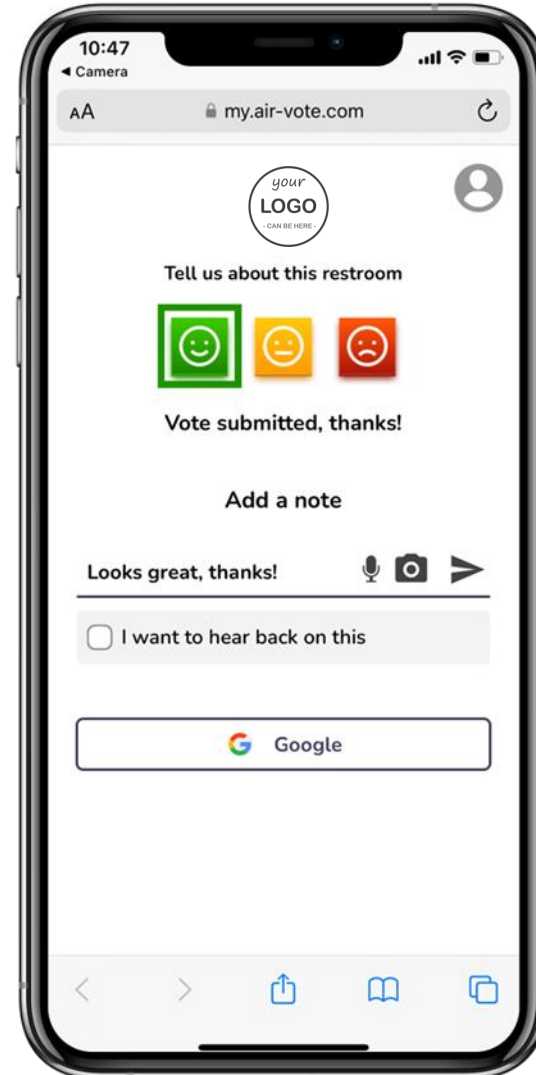 10:47
◄ Camera
AA my.air-vote.com
your
LOGO
- CAN BE HERE -
Tell us about this restroom
Vote submitted, thanks!
Add a note
Looks great, thanks!
I want to hear back on this
Google